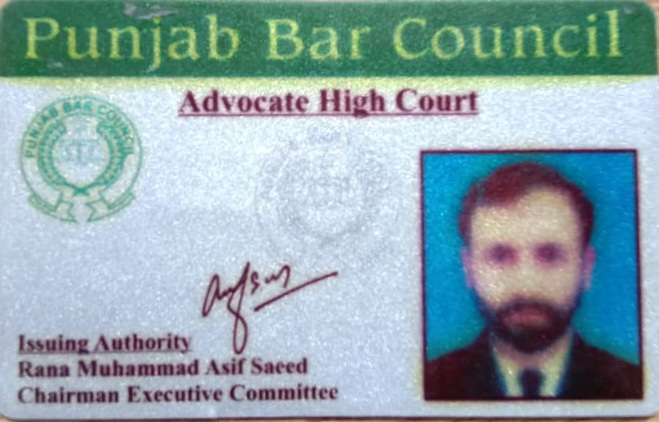 Punjab Bar Council
Advocate High Court
PUNJAB BAR COUNCIL
Issuing Authority
Rana Muhammad Asif Saeed
Chairman Executive Committee